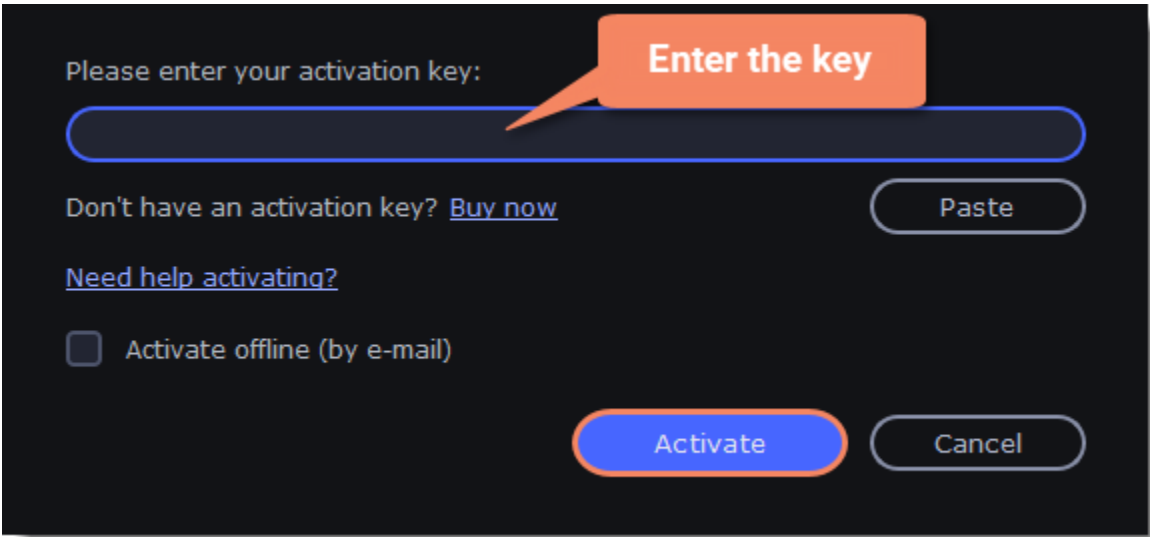 Enter the key
Please enter your activation key:
Don't have an activation key? Buy now
Paste
Need help activating?
Activate offline (by e-mail)
Activate
Cancel